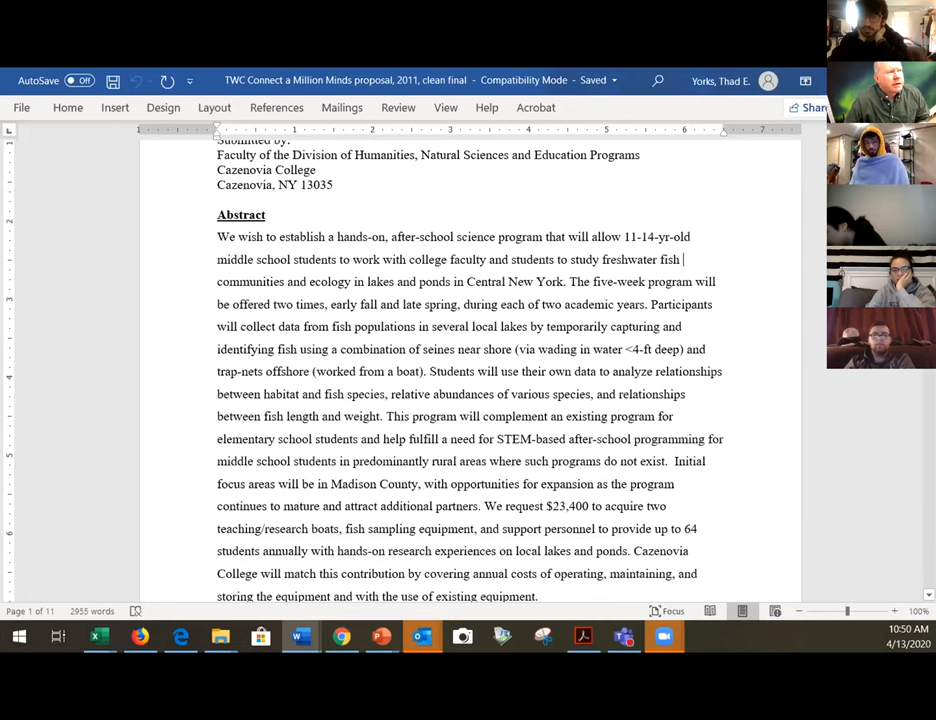 AutoSave Off TWC Connect a Million Minds proposal, 2011, clean final - Compatibility Mode - Saved Yorks, Thad E.
File Home Insert Design Layout References Mailings Review View Help Acrobat Share
1 1 2 3 4 5 6 7
Submitted by:
Faculty of the Division of Humanities, Natural Sciences and Education Programs
Cazenovia College
Cazenovia, NY 13035
Abstract
We wish to establish a hands-on, after-school science program that will allow 11-14-yr-old
middle school students to work with college faculty and students to study freshwater fish
communities and ecology in lakes and ponds in Central New York. The five-week program will
be offered two times, early fall and late spring, during each of two academic years. Participants
will collect data from fish populations in several local lakes by temporarily capturing and
identifying fish using a combination of seines near shore (via wading in water <4-ft deep) and
trap-nets offshore (worked from a boat). Students will use their own data to analyze relationships
between habitat and fish species, relative abundances of various species, and relationships
between fish length and weight. This program will complement an existing program for
elementary school students and help fulfill a need for STEM-based after-school programming for
middle school students in predominantly rural areas where such programs do not exist. Initial
focus areas will be in Madison County, with opportunities for expansion as the program
continues to mature and attract additional partners. We request $23,400 to acquire two
teaching/research boats, fish sampling equipment, and support personnel to provide up to 64
students annually with hands-on research experiences on local lakes and ponds. Cazenovia
College will match this contribution by covering annual costs of operating, maintaining, and
storing the equipment and with the use of existing equipment.
Page 1 of 11 2955 words Focus 100%
10:50 AM
4/13/2020